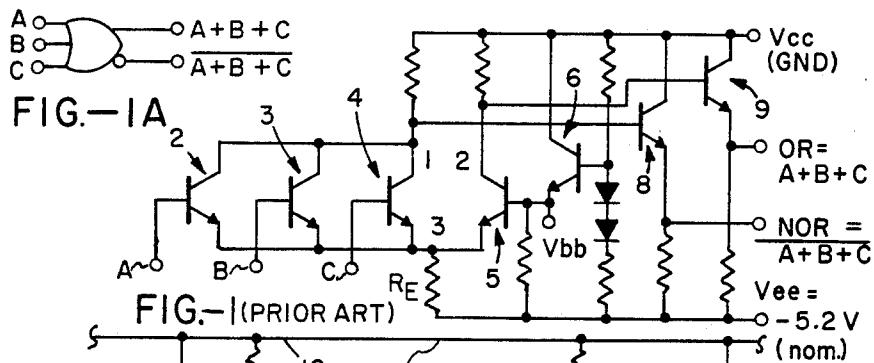 A
B
C
A+B+C
A+B+C
FIG.-1A
2
3
4
1
2
6
Vcc
(GND)
9
8
OR=
A+B+C
NOR =
A+B+C
3
5
Vbb
A
B
C
RE
Vee =
-5.2 V
(nom.)
FIG.-1 (PRIOR ART)